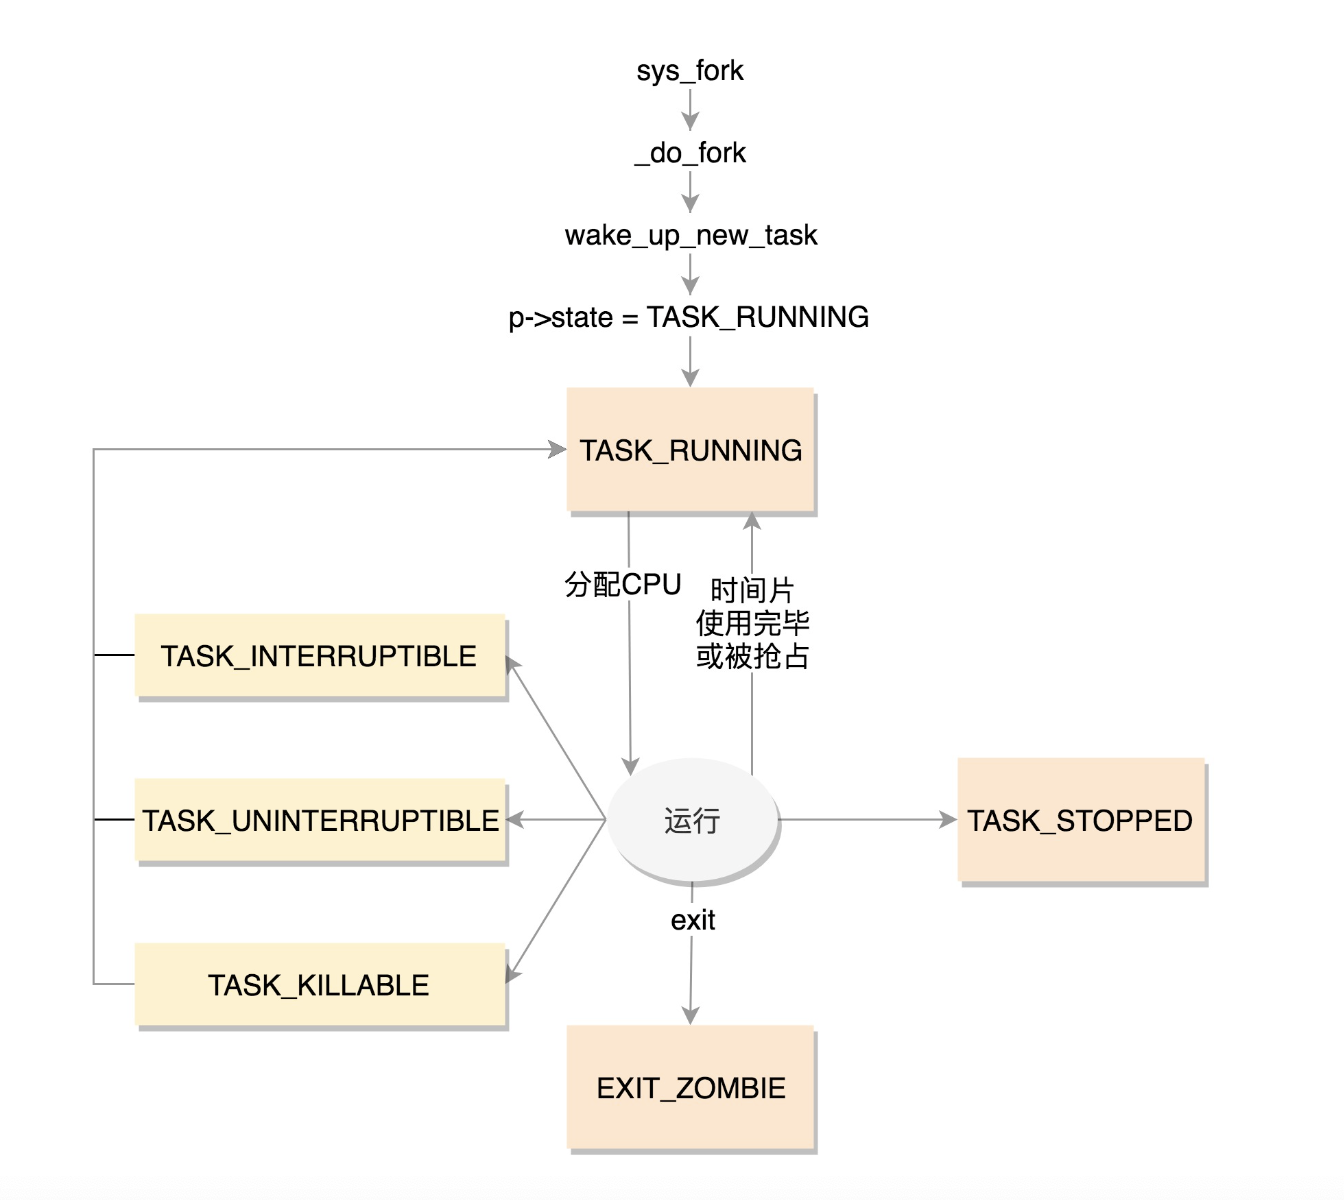 sys_fork
_do_fork
wake_up_new_task
p->state = TASK_RUNNING
TASK_RUNNING
分配CPU
时间片
使用完毕
或被抢占
TASK_INTERRUPTIBLE
TASK_UNINTERRUPTIBLE
运行
TASK_STOPPED
exit
TASK_KILLABLE
EXIT_ZOMBIE